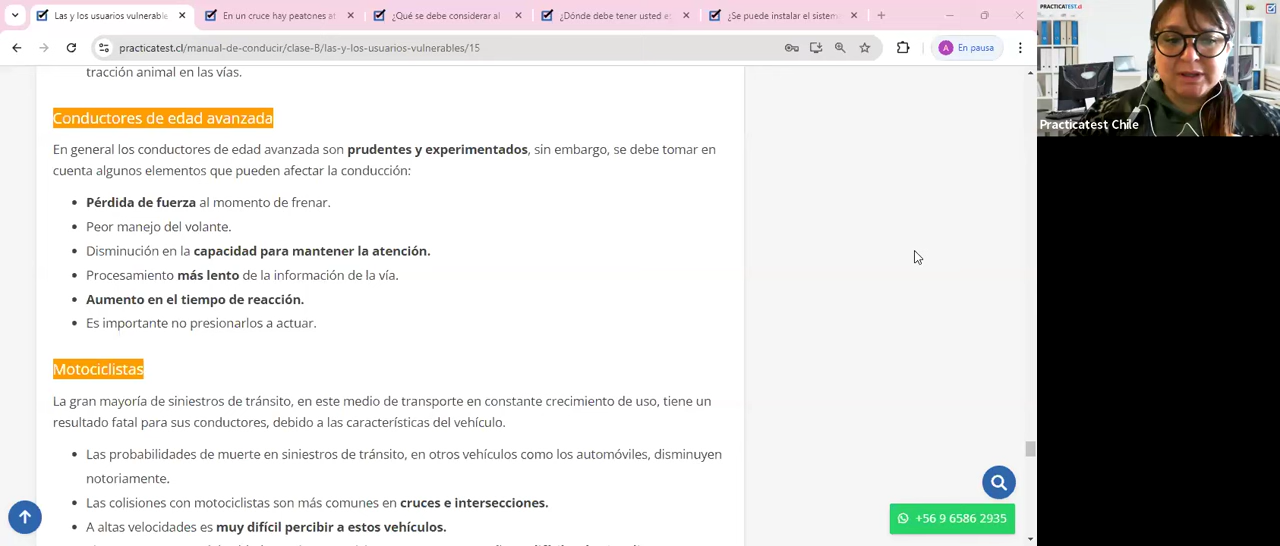 Las y los usuarios vulnerable
En un cruce hay peatones at
¿Qué se debe considerar al
¿Dónde debe tener usted es
¿Se puede instalar el sistem
practicatest.cl/manual-de-conducir/clase-B/las-y-los-usuarios-vulnerables/15
A
En pausa
PRACTICATEST.cl
Practicatest Chile
tracción animal en las vías.
Conductores de edad avanzada
En general los conductores de edad avanzada son prudentes y experimentados, sin embargo, se debe tomar en
cuenta algunos elementos que pueden afectar la conducción:
Pérdida de fuerza al momento de frenar.
Peor manejo del volante.
Disminución en la capacidad para mantener la atención.
Procesamiento más lento de la información de la vía.
Aumento en el tiempo de reacción.
Es importante no presionarlos a actuar.
Motociclistas
La gran mayoría de siniestros de tránsito, en este medio de transporte en constante crecimiento de uso, tiene un
resultado fatal para sus conductores, debido a las características del vehículo.
Las probabilidades de muerte en siniestros de tránsito, en otros vehículos como los automóviles, disminuyen
notoriamente.
Las colisiones con motociclistas son más comunes en cruces e intersecciones.
A altas velocidades es muy difícil percibir a estos vehículos.
+56 9 6586 2935